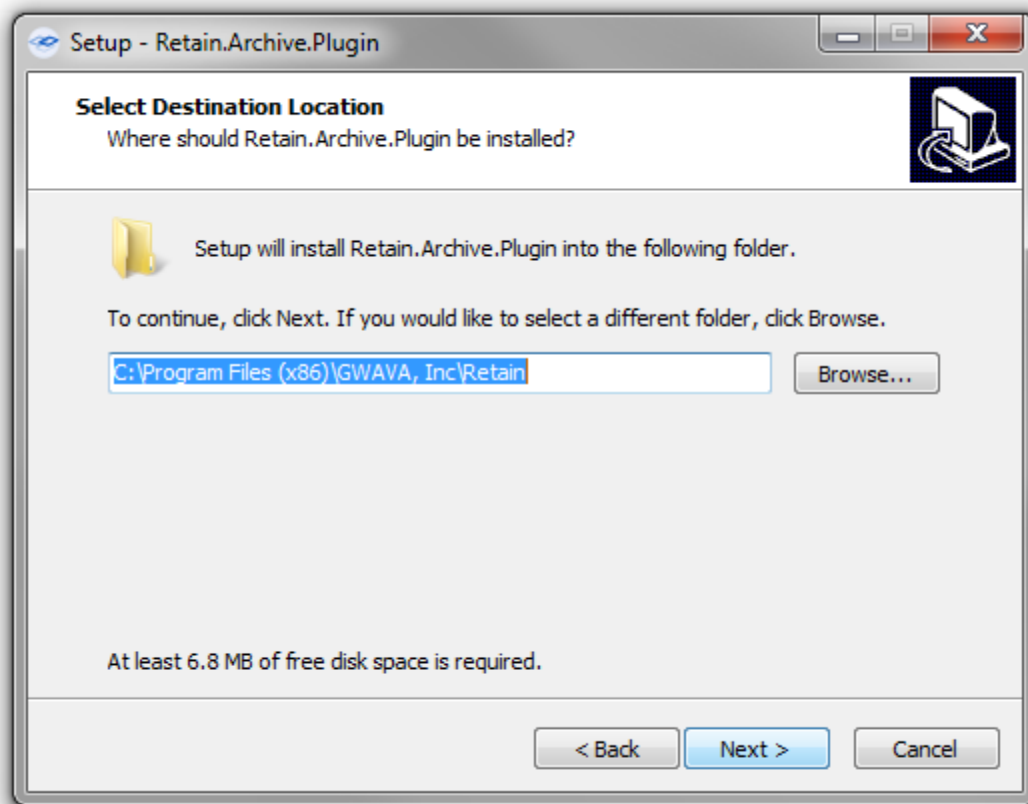 Setup - Retain.Archive.Plugin
Select Destination Location
Where should Retain.Archive.Plugin be installed?
Setup will install Retain.Archive.Plugin into the following folder.
To continue, click Next. If you would like to select a different folder, click Browse.
C:\Program Files (x86)\GWAVA, Inc\Retain
Browse...
At least 6.8 MB of free disk space is required.
< Back
Next >
Cancel